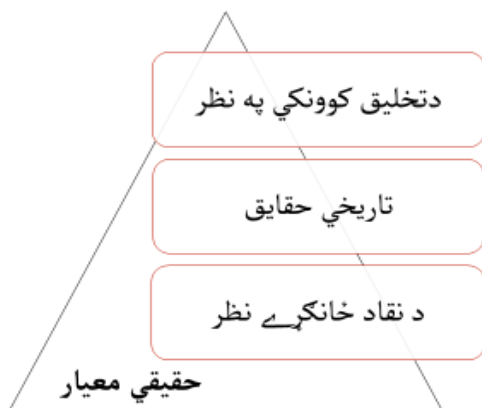 دتخليق کوونکي په نظر
تاريخي حقايق
د نقاد ځانګړے نظر
حقيقي معيار